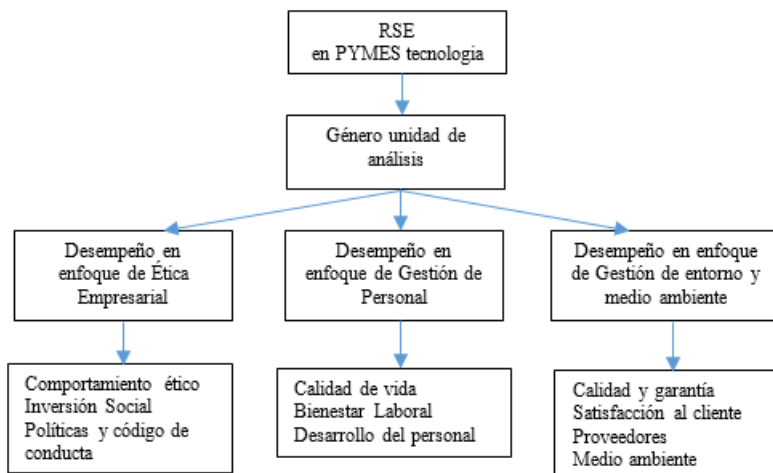 RSE
en PYMES tecnologia
Género unidad de
análisis
Desempeño en
enfoque de Ética
Empresarial
Desempeño en
enfoque de Gestión de
Personal
Desempeño en enfoque
de Gestión de entorno y
medio ambiente
Comportamiento ético
Inversión Social
Políticas y código de
conducta
Calidad de vida
Bienestar Laboral
Desarrollo del personal
Calidad y garantía
Satisfacción al cliente
Proveedores
Medio ambiente